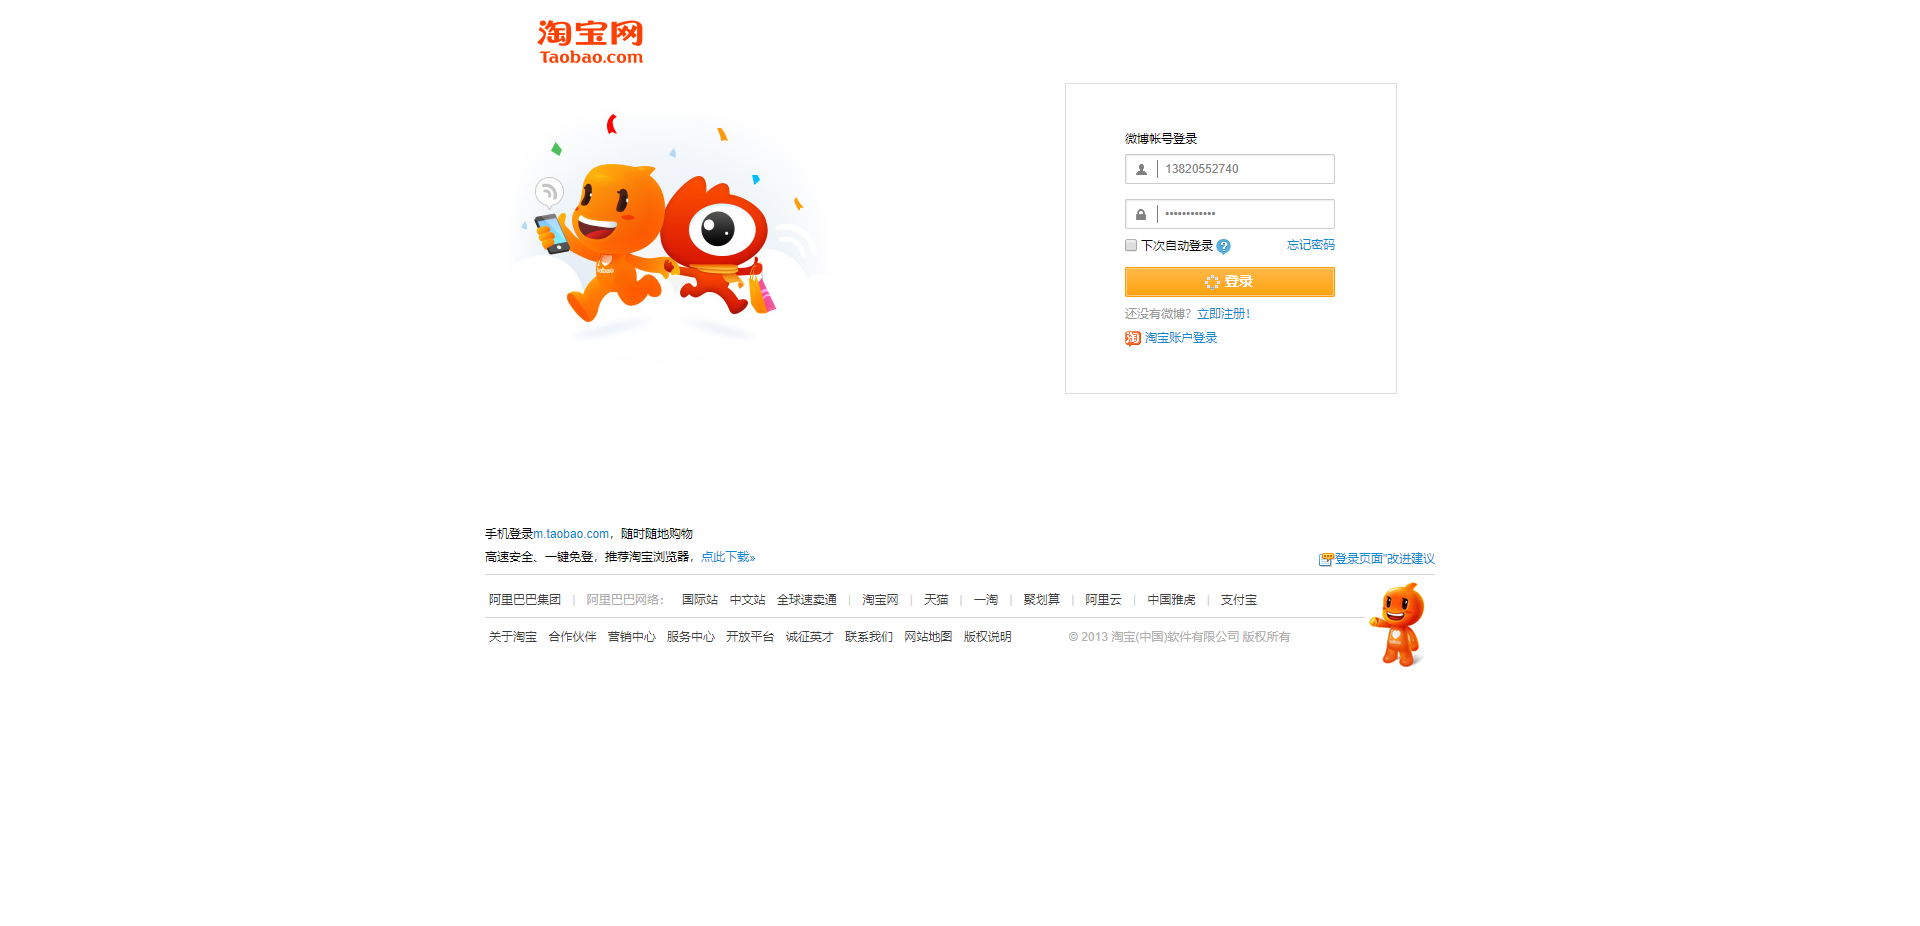 淘宝网
Taobao.com
微博帐号登录
13820552740
••••••••••••
下次自动登录 ? 忘记密码
登录
还没有微博? 立即注册!
淘 淘宝账户登录
手机登录m.taobao.com，随时随地购物
高速安全、一键免登，推荐淘宝浏览器，点此下载»
登录页面"改进建议
阿里巴巴集团 | 阿里巴巴网络： 国际站 中文站 全球速卖通 | 淘宝网 | 天猫 | 一淘 | 聚划算 | 阿里云 | 中国雅虎 | 支付宝
关于淘宝 合作伙伴 营销中心 服务中心 开放平台 诚征英才 联系我们 网站地图 版权说明 © 2013 淘宝(中国)软件有限公司 版权所有